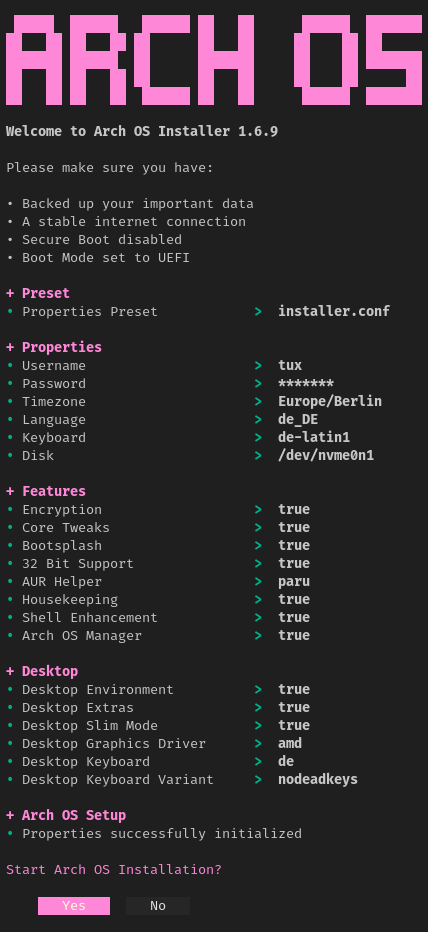 ARCH OS
Welcome to Arch OS Installer 1.6.9
Please make sure you have:
• Backed up your important data
• A stable internet connection
• Secure Boot disabled
• Boot Mode set to UEFI
+ Preset
• Properties Preset > installer.conf
+ Properties
• Username > tux
• Password > *******
• Timezone > Europe/Berlin
• Language > de_DE
• Keyboard > de-latin1
• Disk > /dev/nvme0n1
+ Features
• Encryption > true
• Core Tweaks > true
• Bootsplash > true
• 32 Bit Support > true
• AUR Helper > paru
• Housekeeping > true
• Shell Enhancement > true
• Arch OS Manager > true
+ Desktop
• Desktop Environment > true
• Desktop Extras > true
• Desktop Slim Mode > true
• Desktop Graphics Driver > amd
• Desktop Keyboard > de
• Desktop Keyboard Variant > nodeadkeys
+ Arch OS Setup
• Properties successfully initialized
Start Arch OS Installation?
Yes No